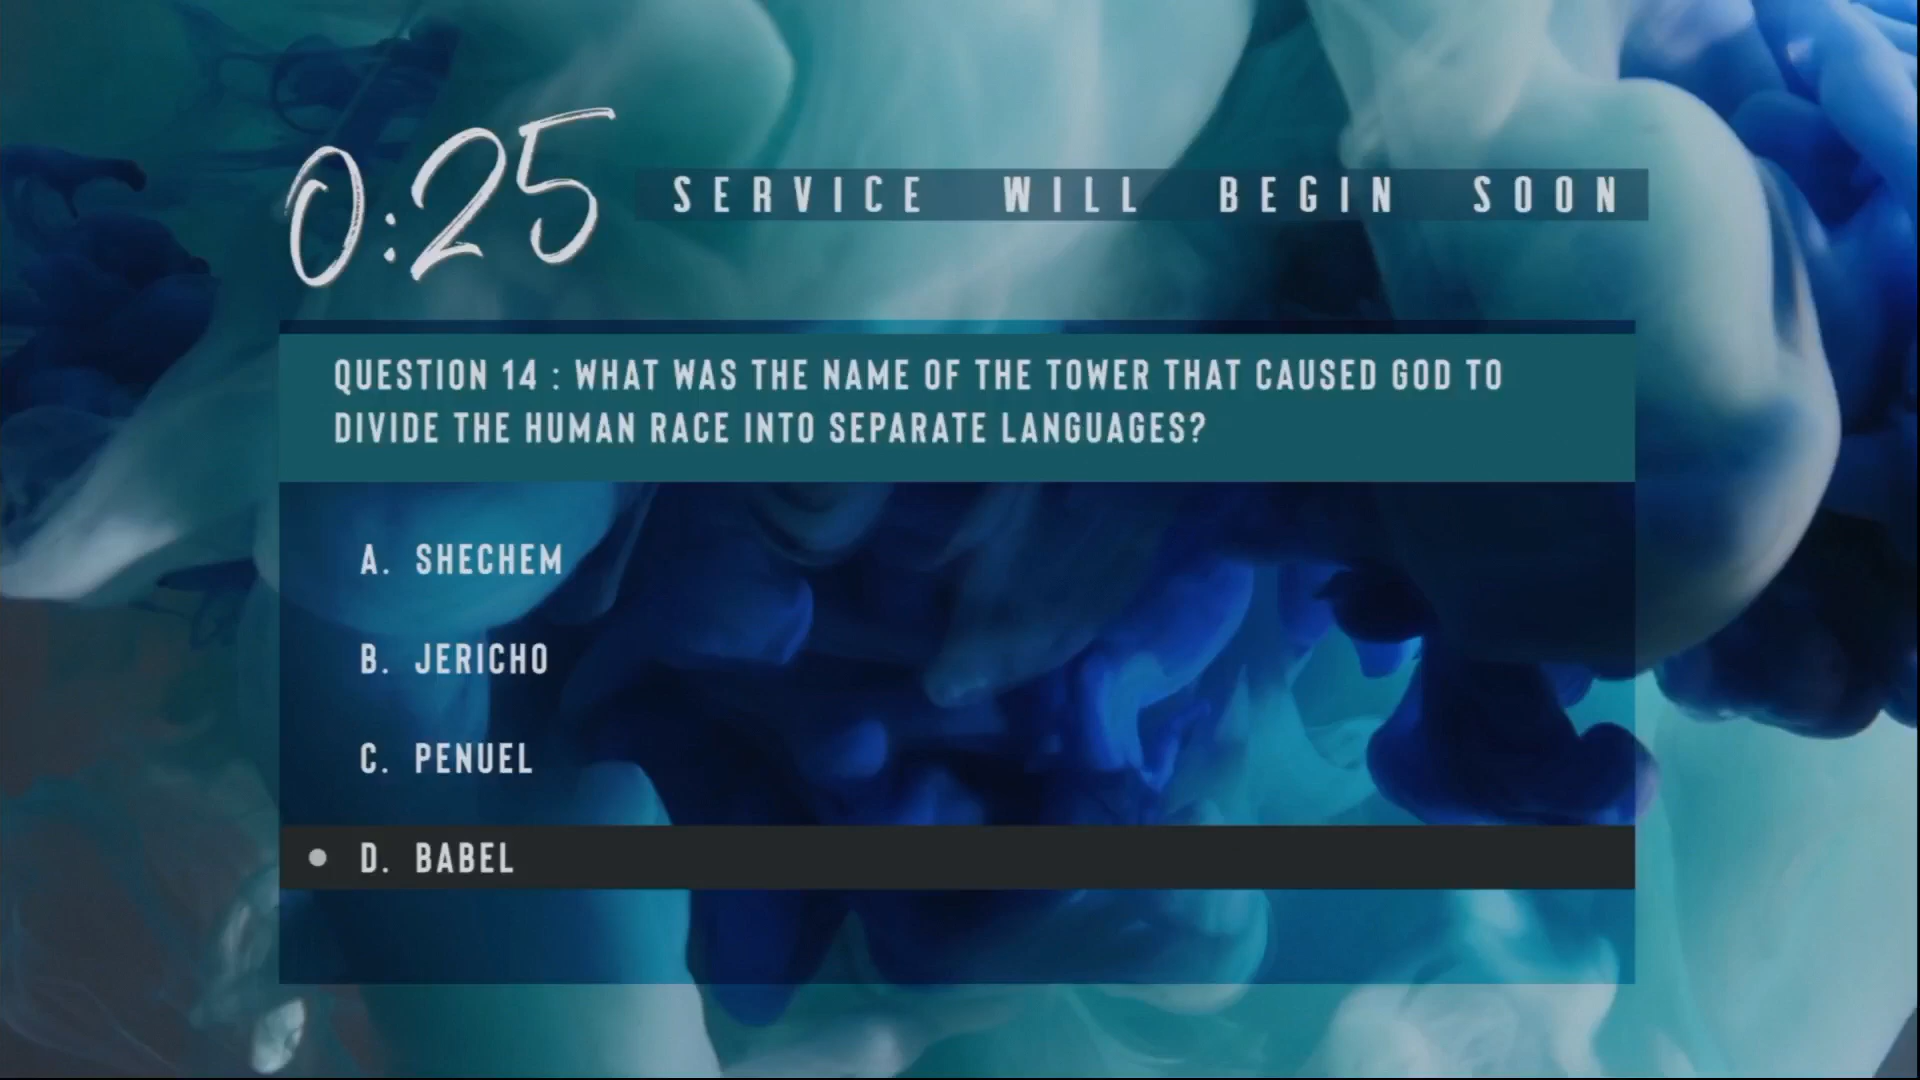 0:25
SERVICE WILL BEGIN SOON
QUESTION 14 : WHAT WAS THE NAME OF THE TOWER THAT CAUSED GOD TO
DIVIDE THE HUMAN RACE INTO SEPARATE LANGUAGES?
A. SHECHEM
B. JERICHO
C. PENUEL
D. BABEL